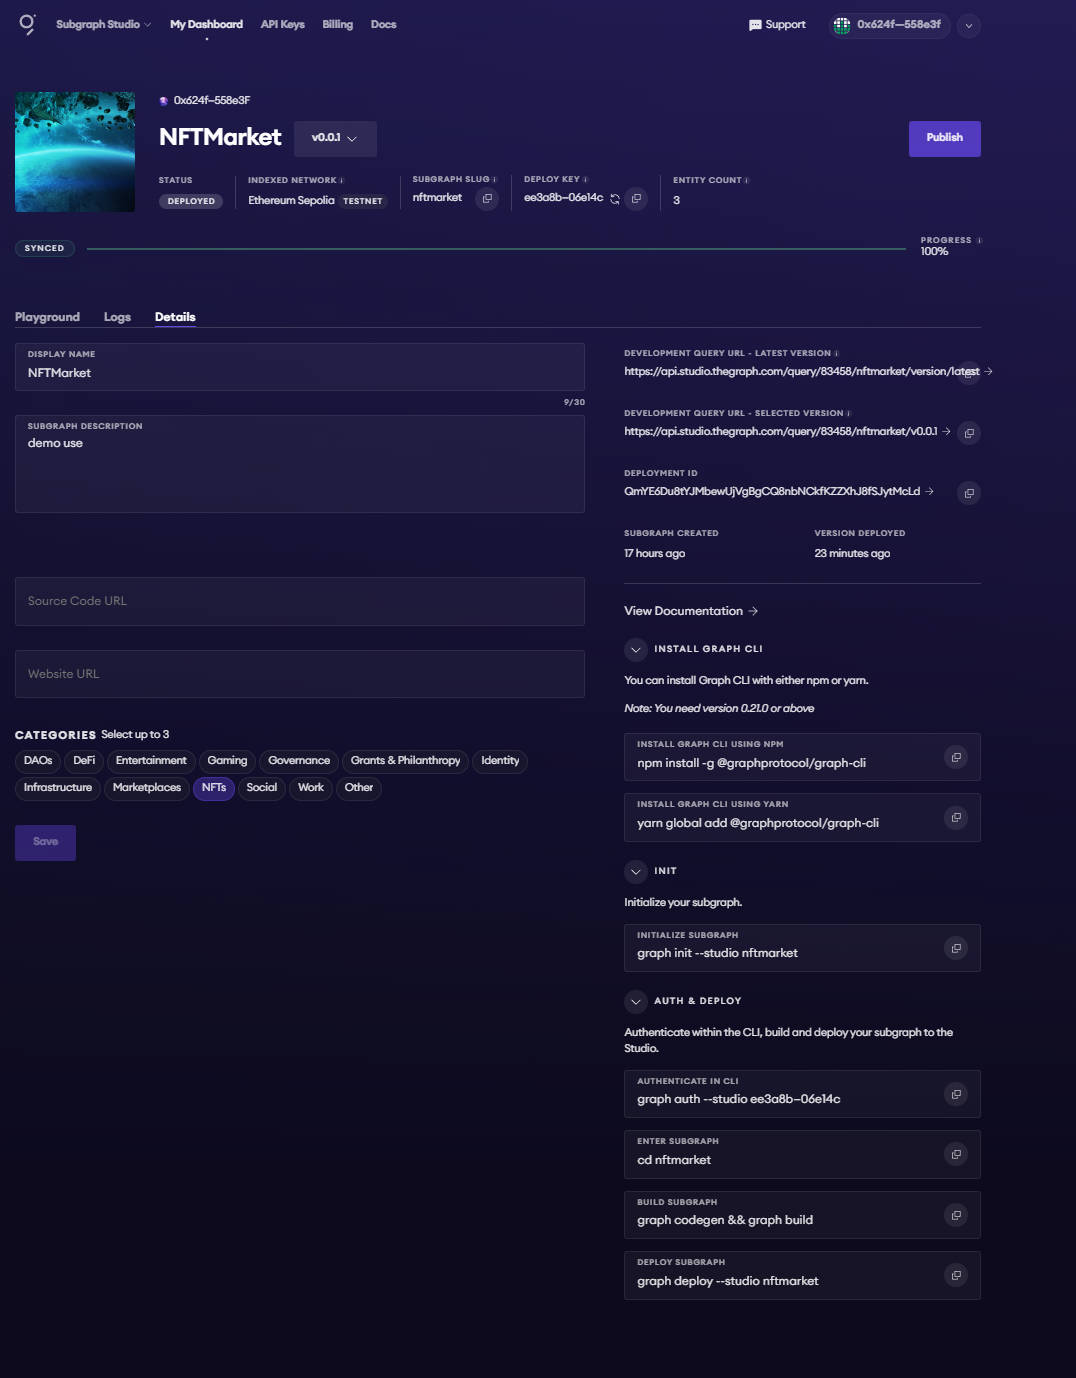 Subgraph Studio
My Dashboard
API Keys
Billing
Docs
Support
0x624f–558e3f
0x624f–558e3F
NFTMarket
v0.0.1
Publish
STATUS
DEPLOYED
INDEXED NETWORK
Ethereum Sepolia TESTNET
SUBGRAPH SLUG
nftmarket
DEPLOY KEY
ee3a8b–06e14c
ENTITY COUNT
3
SYNCED
PROGRESS
100%
Playground
Logs
Details
DISPLAY NAME
NFTMarket
9/30
SUBGRAPH DESCRIPTION
demo use
Source Code URL
Website URL
CATEGORIES Select up to 3
DAOs DeFi Entertainment Gaming Governance Grants & Philanthropy Identity
Infrastructure Marketplaces NFTs Social Work Other
Save
DEVELOPMENT QUERY URL - LATEST VERSION
https://api.studio.thegraph.com/query/83458/nftmarket/version/latest →
DEVELOPMENT QUERY URL - SELECTED VERSION
https://api.studio.thegraph.com/query/83458/nftmarket/v0.0.1 →
DEPLOYMENT ID
QmYE6Du8tYJMbewUjVgBgCQ8nbNCkfKZZXhJ8fSJytMcLd →
SUBGRAPH CREATED
17 hours ago
VERSION DEPLOYED
23 minutes ago
View Documentation →
INSTALL GRAPH CLI
You can install Graph CLI with either npm or yarn.
Note: You need version 0.21.0 or above
INSTALL GRAPH CLI USING NPM
npm install -g @graphprotocol/graph-cli
INSTALL GRAPH CLI USING YARN
yarn global add @graphprotocol/graph-cli
INIT
Initialize your subgraph.
INITIALIZE SUBGRAPH
graph init --studio nftmarket
AUTH & DEPLOY
Authenticate within the CLI, build and deploy your subgraph to the
Studio.
AUTHENTICATE IN CLI
graph auth --studio ee3a8b–06e14c
ENTER SUBGRAPH
cd nftmarket
BUILD SUBGRAPH
graph codegen && graph build
DEPLOY SUBGRAPH
graph deploy --studio nftmarket